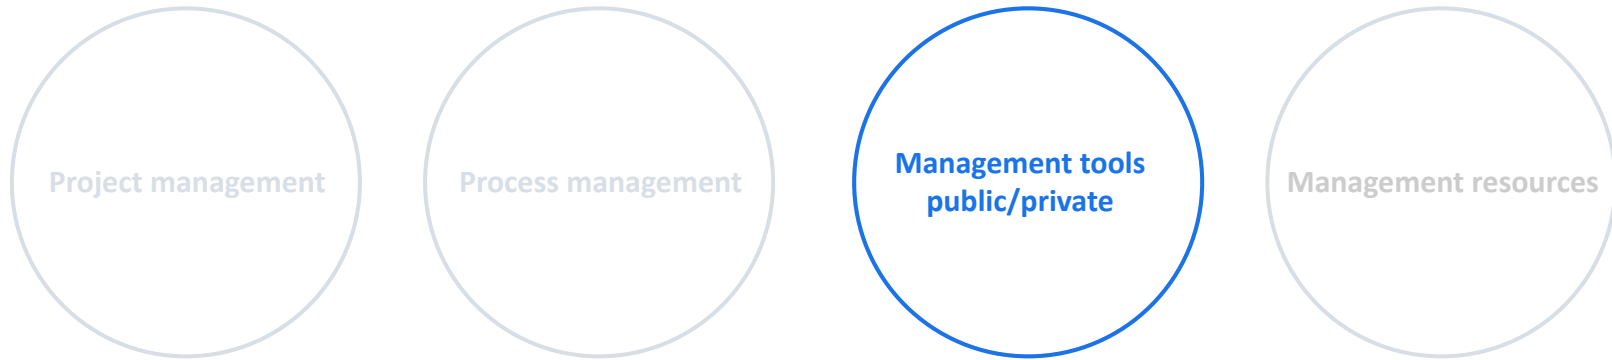 Project management
Process management
Management tools
public/private
Management resources